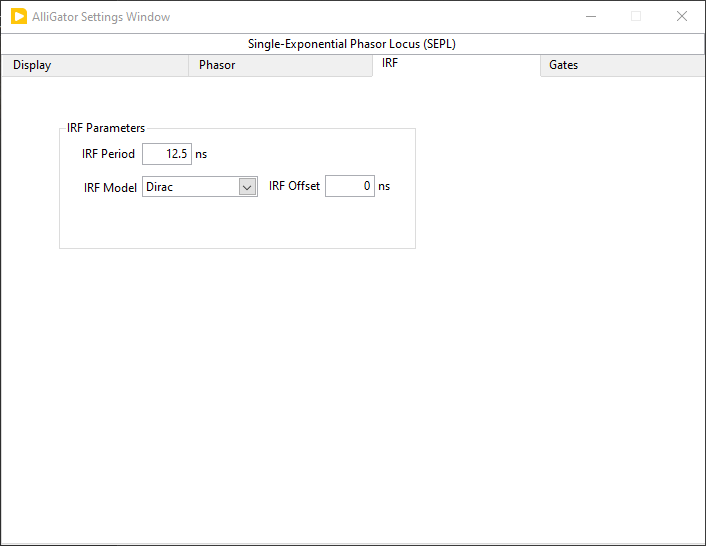 AlliGator Settings Window
Single-Exponential Phasor Locus (SEPL)
Display Phasor IRF Gates
IRF Parameters
IRF Period 12.5 ns
IRF Model Dirac IRF Offset 0 ns